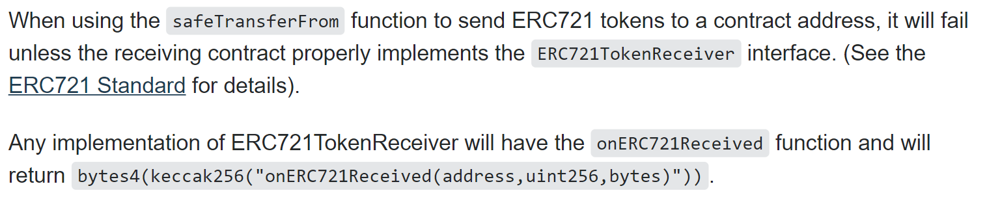 When using the safeTransferFrom function to send ERC721 tokens to a contract address, it will fail
unless the receiving contract properly implements the ERC721TokenReceiver interface. (See the
ERC721 Standard for details).
Any implementation of ERC721TokenReceiver will have the onERC721Received function and will
return bytes4(keccak256("onERC721Received(address,uint256,bytes)")).